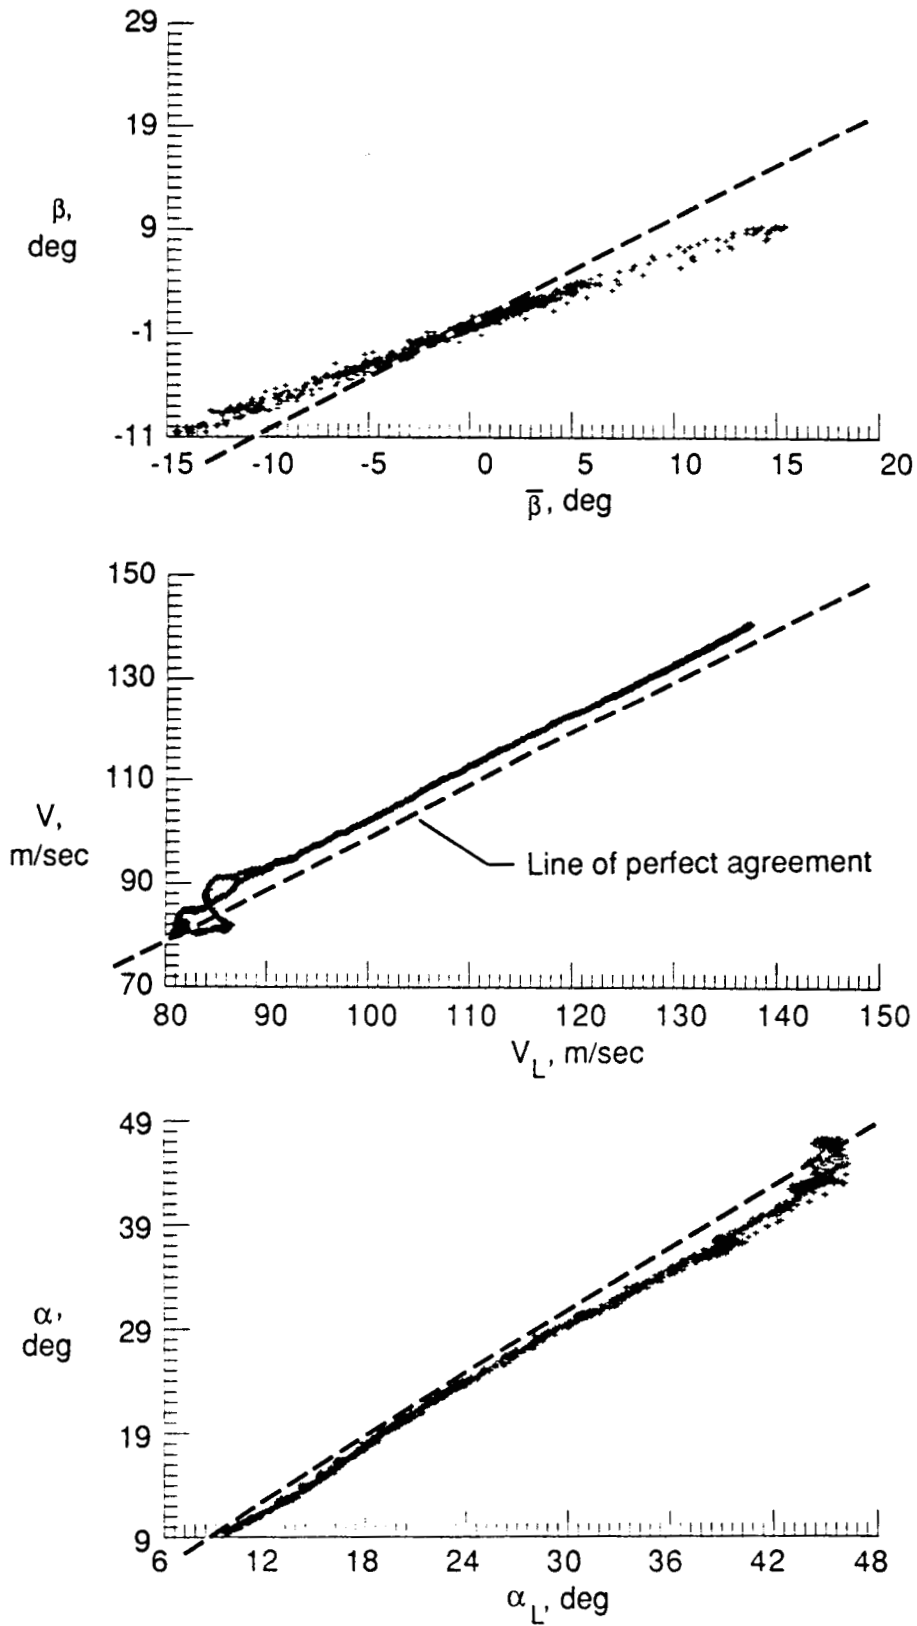 29
19
β,
deg
9
-1
-11
-15 -10 -5 0 5 10 15 20
β̅, deg
150
130
110
V,
m/sec
Line of perfect agreement
90
70
80 90 100 110 120 130 140 150
V_L, m/sec
49
39
α,
deg
29
19
9
6 12 18 24 30 36 42 48
α_L, deg